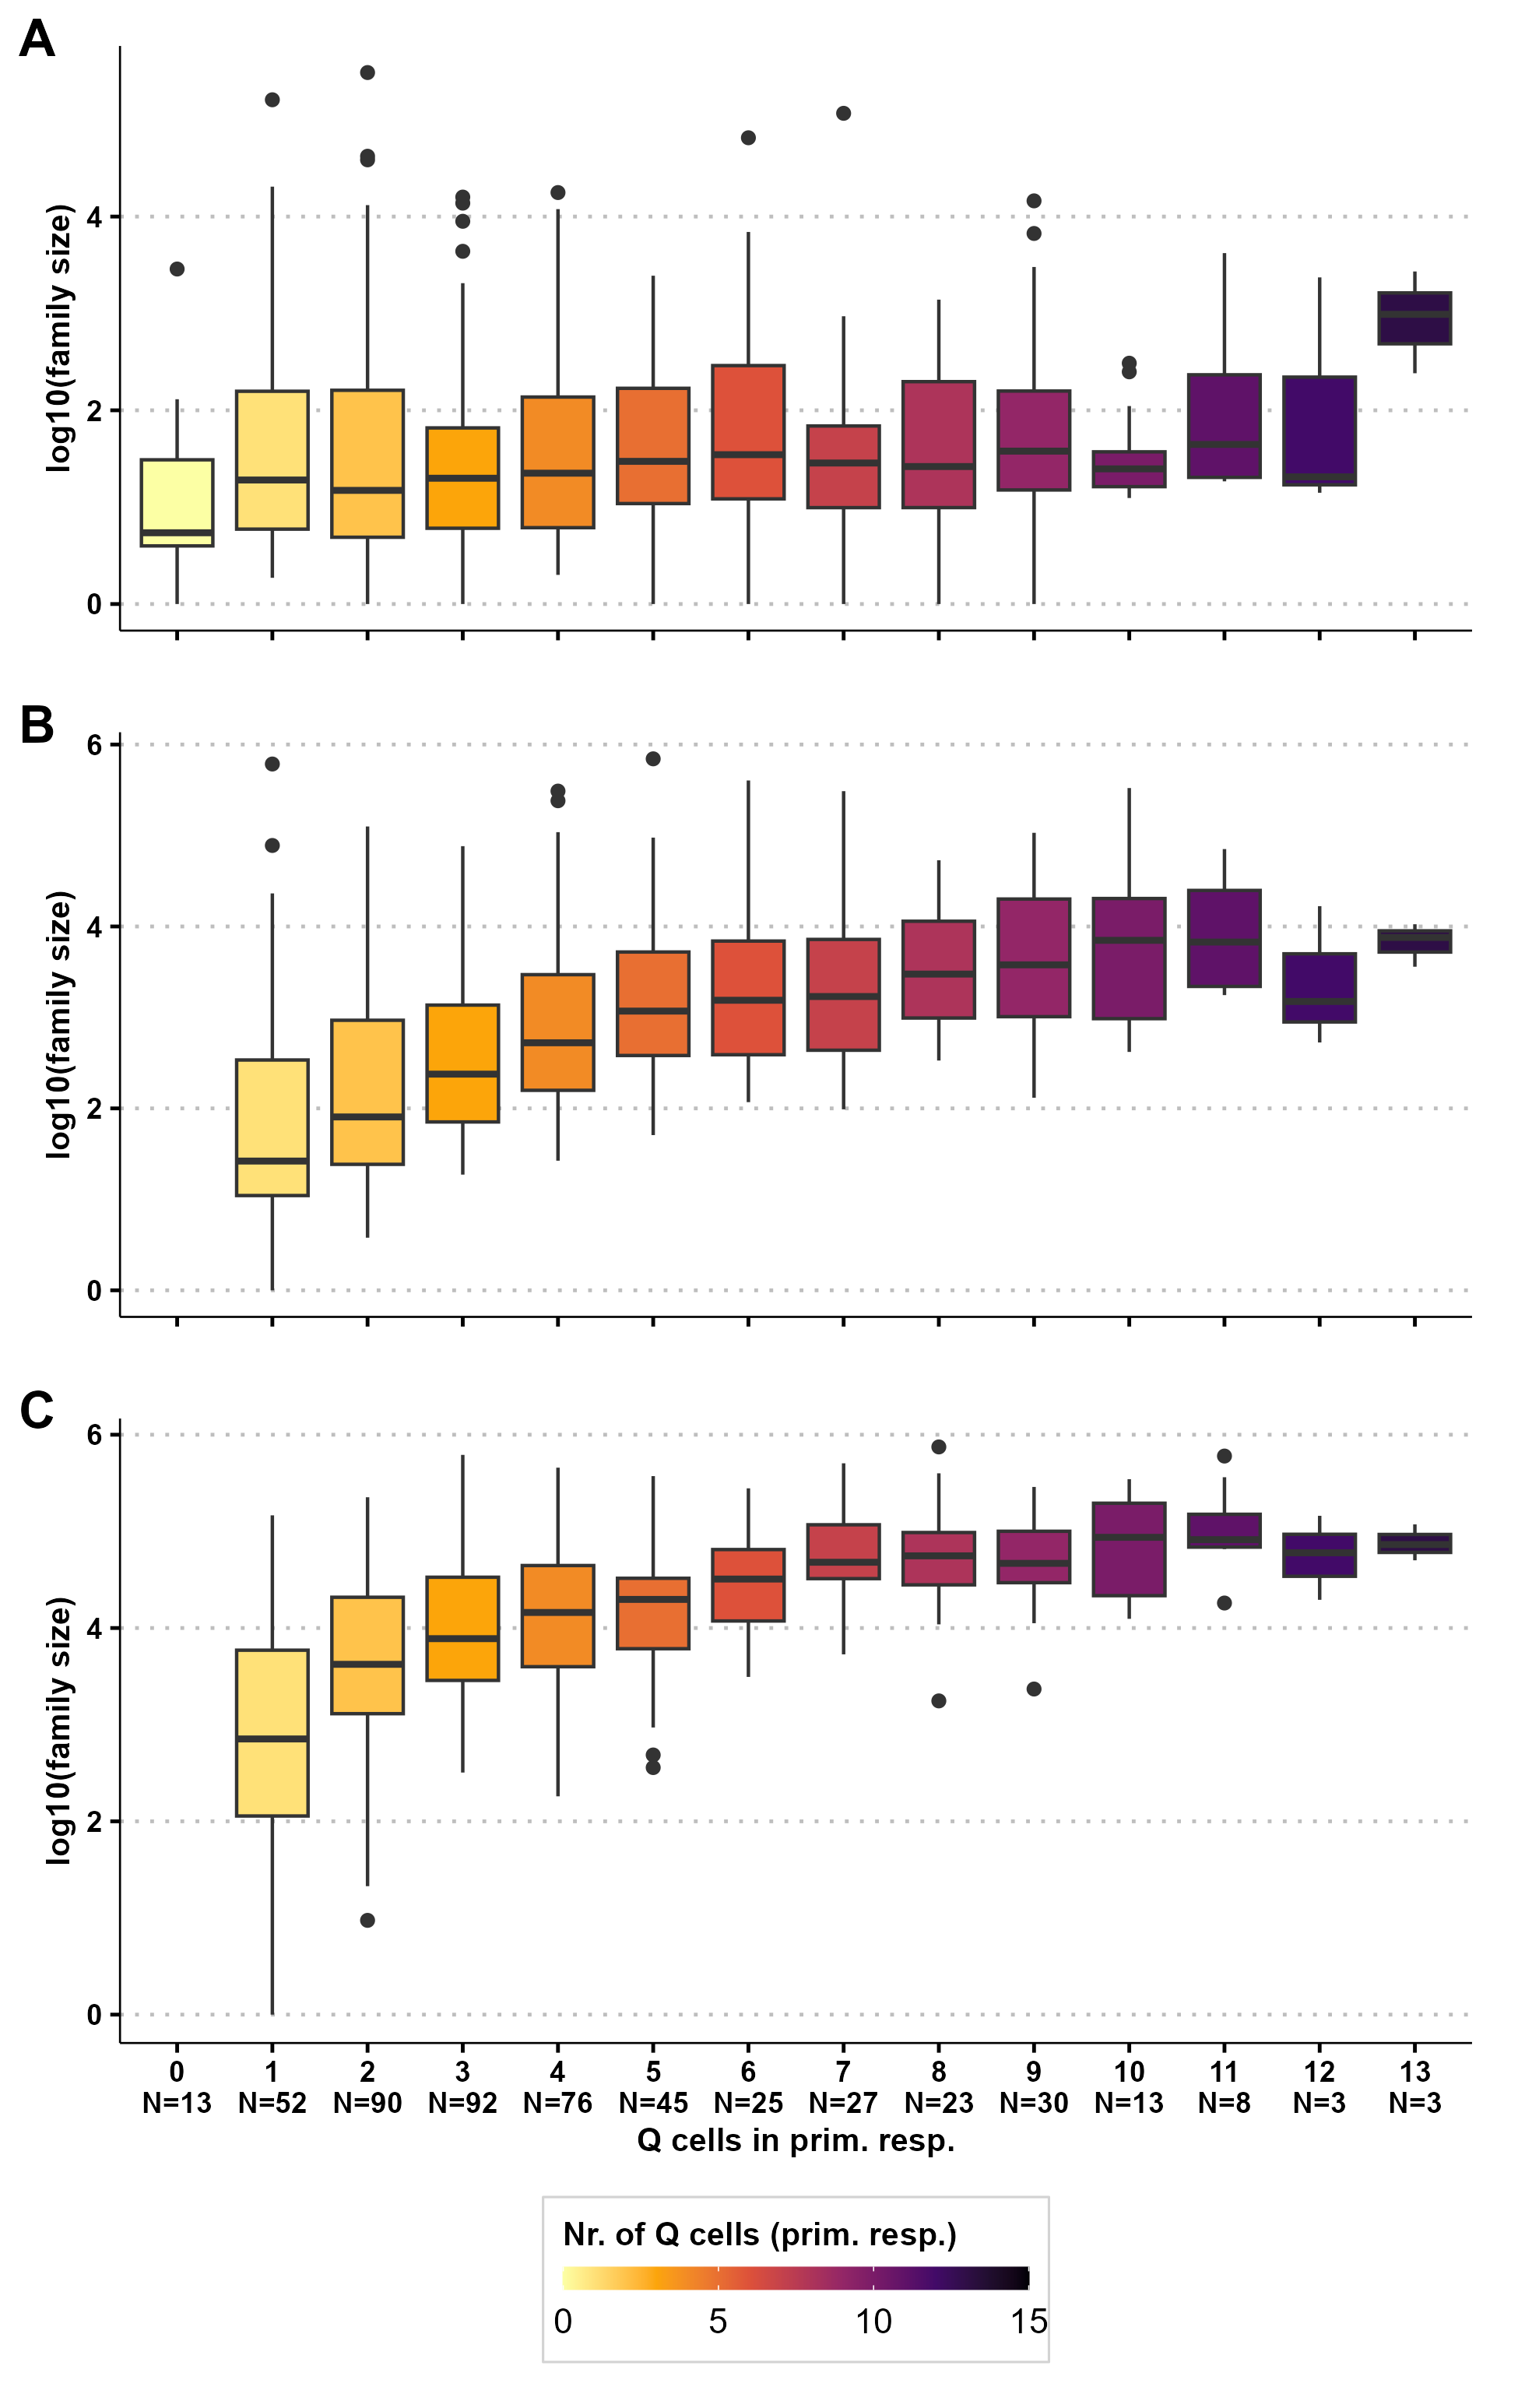 A
log10(family size)
4
2
0
B
log10(family size)
6
4
2
0
C
log10(family size)
6
4
2
0
0 1 2 3 4 5 6 7 8 9 10 11 12 13
N=13 N=52 N=90 N=92 N=76 N=45 N=25 N=27 N=23 N=30 N=13 N=8 N=3 N=3
Q cells in prim. resp.
Nr. of Q cells (prim. resp.)
0 5 10 15